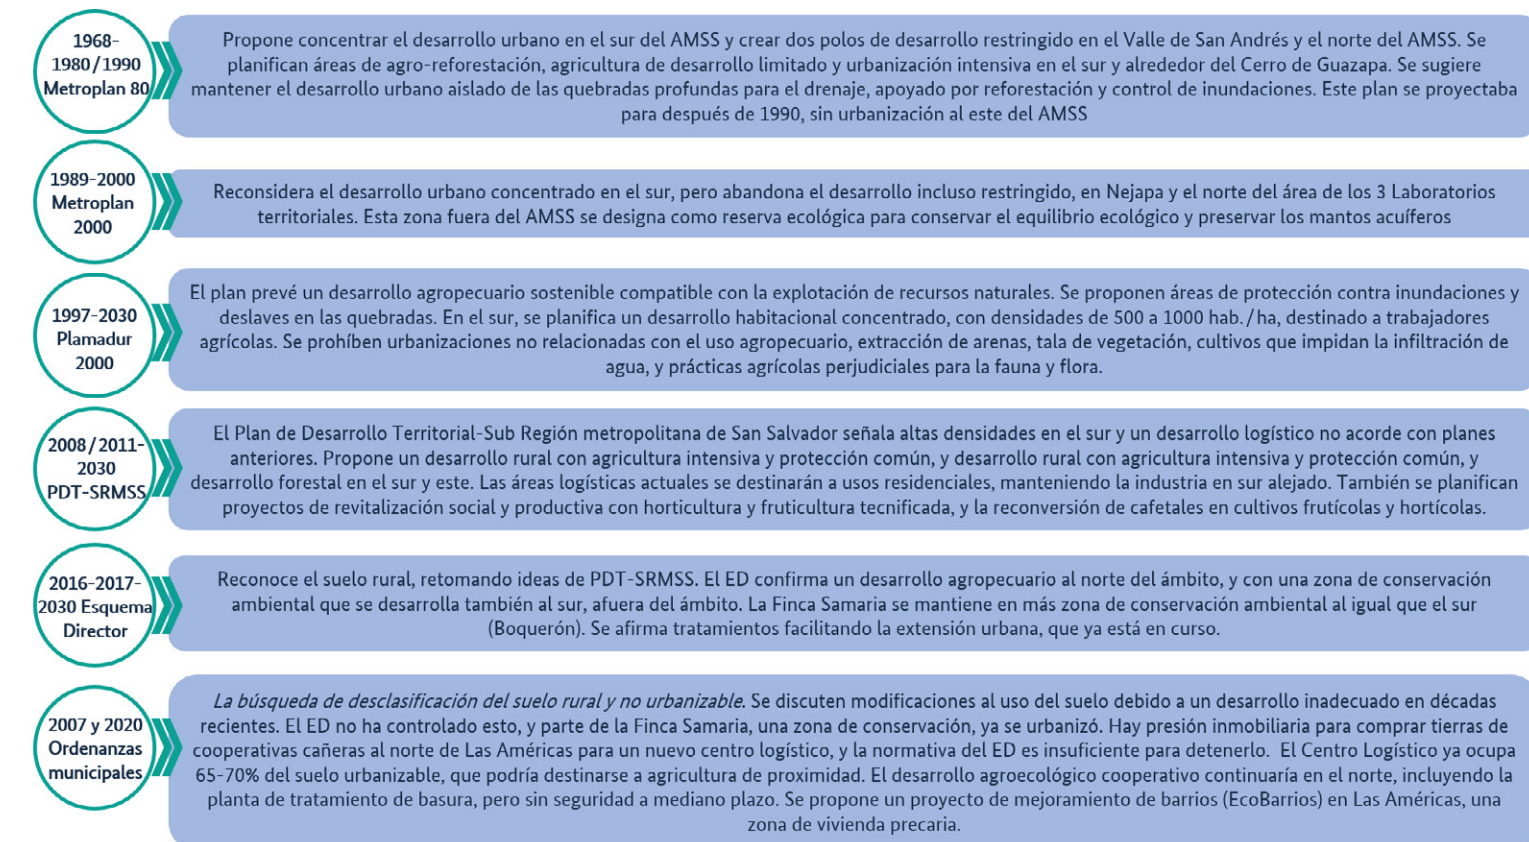 1968-
1980/1990
Metroplan 80
Propone concentrar el desarrollo urbano en el sur del AMSS y crear dos polos de desarrollo restringido en el Valle de San Andrés y el norte del AMSS. Se
planifican áreas de agro-reforestación, agricultura de desarrollo limitado y urbanización intensiva en el sur y alrededor del Cerro de Guazapa. Se sugiere
mantener el desarrollo urbano aislado de las quebradas profundas para el drenaje, apoyado por reforestación y control de inundaciones. Este plan se proyectaba
para después de 1990, sin urbanización al este del AMSS
1989-2000
Metroplan
2000
Reconsidera el desarrollo urbano concentrado en el sur, pero abandona el desarrollo incluso restringido, en Nejapa y el norte del área de los 3 Laboratorios
territoriales. Esta zona fuera del AMSS se designa como reserva ecológica para conservar el equilibrio ecológico y preservar los mantos acuíferos
1997-2030
Plamadur
2000
El plan prevé un desarrollo agropecuario sostenible compatible con la explotación de recursos naturales. Se proponen áreas de protección contra inundaciones y
deslaves en las quebradas. En el sur, se planifica un desarrollo habitacional concentrado, con densidades de 500 a 1000 hab./ha, destinado a trabajadores
agrícolas. Se prohíben urbanizaciones no relacionadas con el uso agropecuario, extracción de arenas, tala de vegetación, cultivos que impidan la infiltración de
agua, y prácticas agrícolas perjudiciales para la fauna y flora.
2008/2011-
2030
PDT-SRMSS
El Plan de Desarrollo Territorial-Sub Región metropolitana de San Salvador señala altas densidades en el sur y un desarrollo logístico no acorde con planes
anteriores. Propone un desarrollo rural con agricultura intensiva y protección común, y desarrollo rural con agricultura intensiva y protección común, y
desarrollo forestal en el sur y este. Las áreas logísticas actuales se destinarán a usos residenciales, manteniendo la industria en sur alejado. También se planifican
proyectos de revitalización social y productiva con horticultura y fruticultura tecnificada, y la reconversión de cafetales en cultivos frutícolas y hortícolas.
2016-2017-
2030 Esquema
Director
Reconoce el suelo rural, retomando ideas de PDT-SRMSS. El ED confirma un desarrollo agropecuario al norte del ámbito, y con una zona de conservación
ambiental que se desarrolla también al sur, afuera del ámbito. La Finca Samaria se mantiene en más zona de conservación ambiental al igual que el sur
(Boquerón). Se afirma tratamientos facilitando la extensión urbana, que ya está en curso.
2007 y 2020
Ordenanzas
municipales
La búsqueda de desclasificación del suelo rural y no urbanizable. Se discuten modificaciones al uso del suelo debido a un desarrollo inadecuado en décadas
recientes. El ED no ha controlado esto, y parte de la Finca Samaria, una zona de conservación, ya se urbanizó. Hay presión inmobiliaria para comprar tierras de
cooperativas cañeras al norte de Las Américas para un nuevo centro logístico, y la normativa del ED es insuficiente para detenerlo. El Centro Logístico ya ocupa
65-70% del suelo urbanizable, que podría destinarse a agricultura de proximidad. El desarrollo agroecológico cooperativo continuaría en el norte, incluyendo la
planta de tratamiento de basura, pero sin seguridad a mediano plazo. Se propone un proyecto de mejoramiento de barrios (EcoBarrios) en Las Américas, una
zona de vivienda precaria.